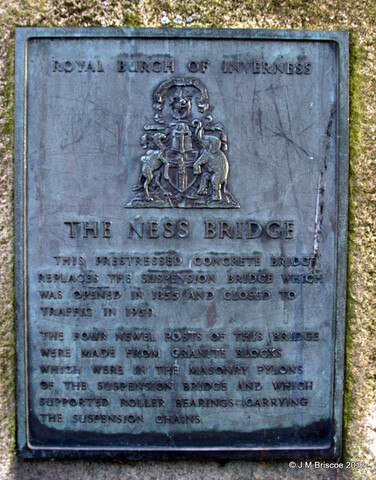 ROYAL BURGH OF INVERNESS
THE NESS BRIDGE
THIS PRESTRESSED CONCRETE BRIDGE
REPLACES THE SUSPENSION BRIDGE WHICH
WAS OPENED IN 1855 AND CLOSED TO
TRAFFIC IN 1959.
THE FOUR NEWEL POSTS OF THIS BRIDGE
WERE MADE FROM GRANITE BLOCKS
WHICH WERE IN THE MASONRY PYLONS
OF THE SUSPENSION BRIDGE AND WHICH
SUPPORTED ROLLER BEARINGS CARRYING
THE SUSPENSION CHAINS.
© J M Briscoe